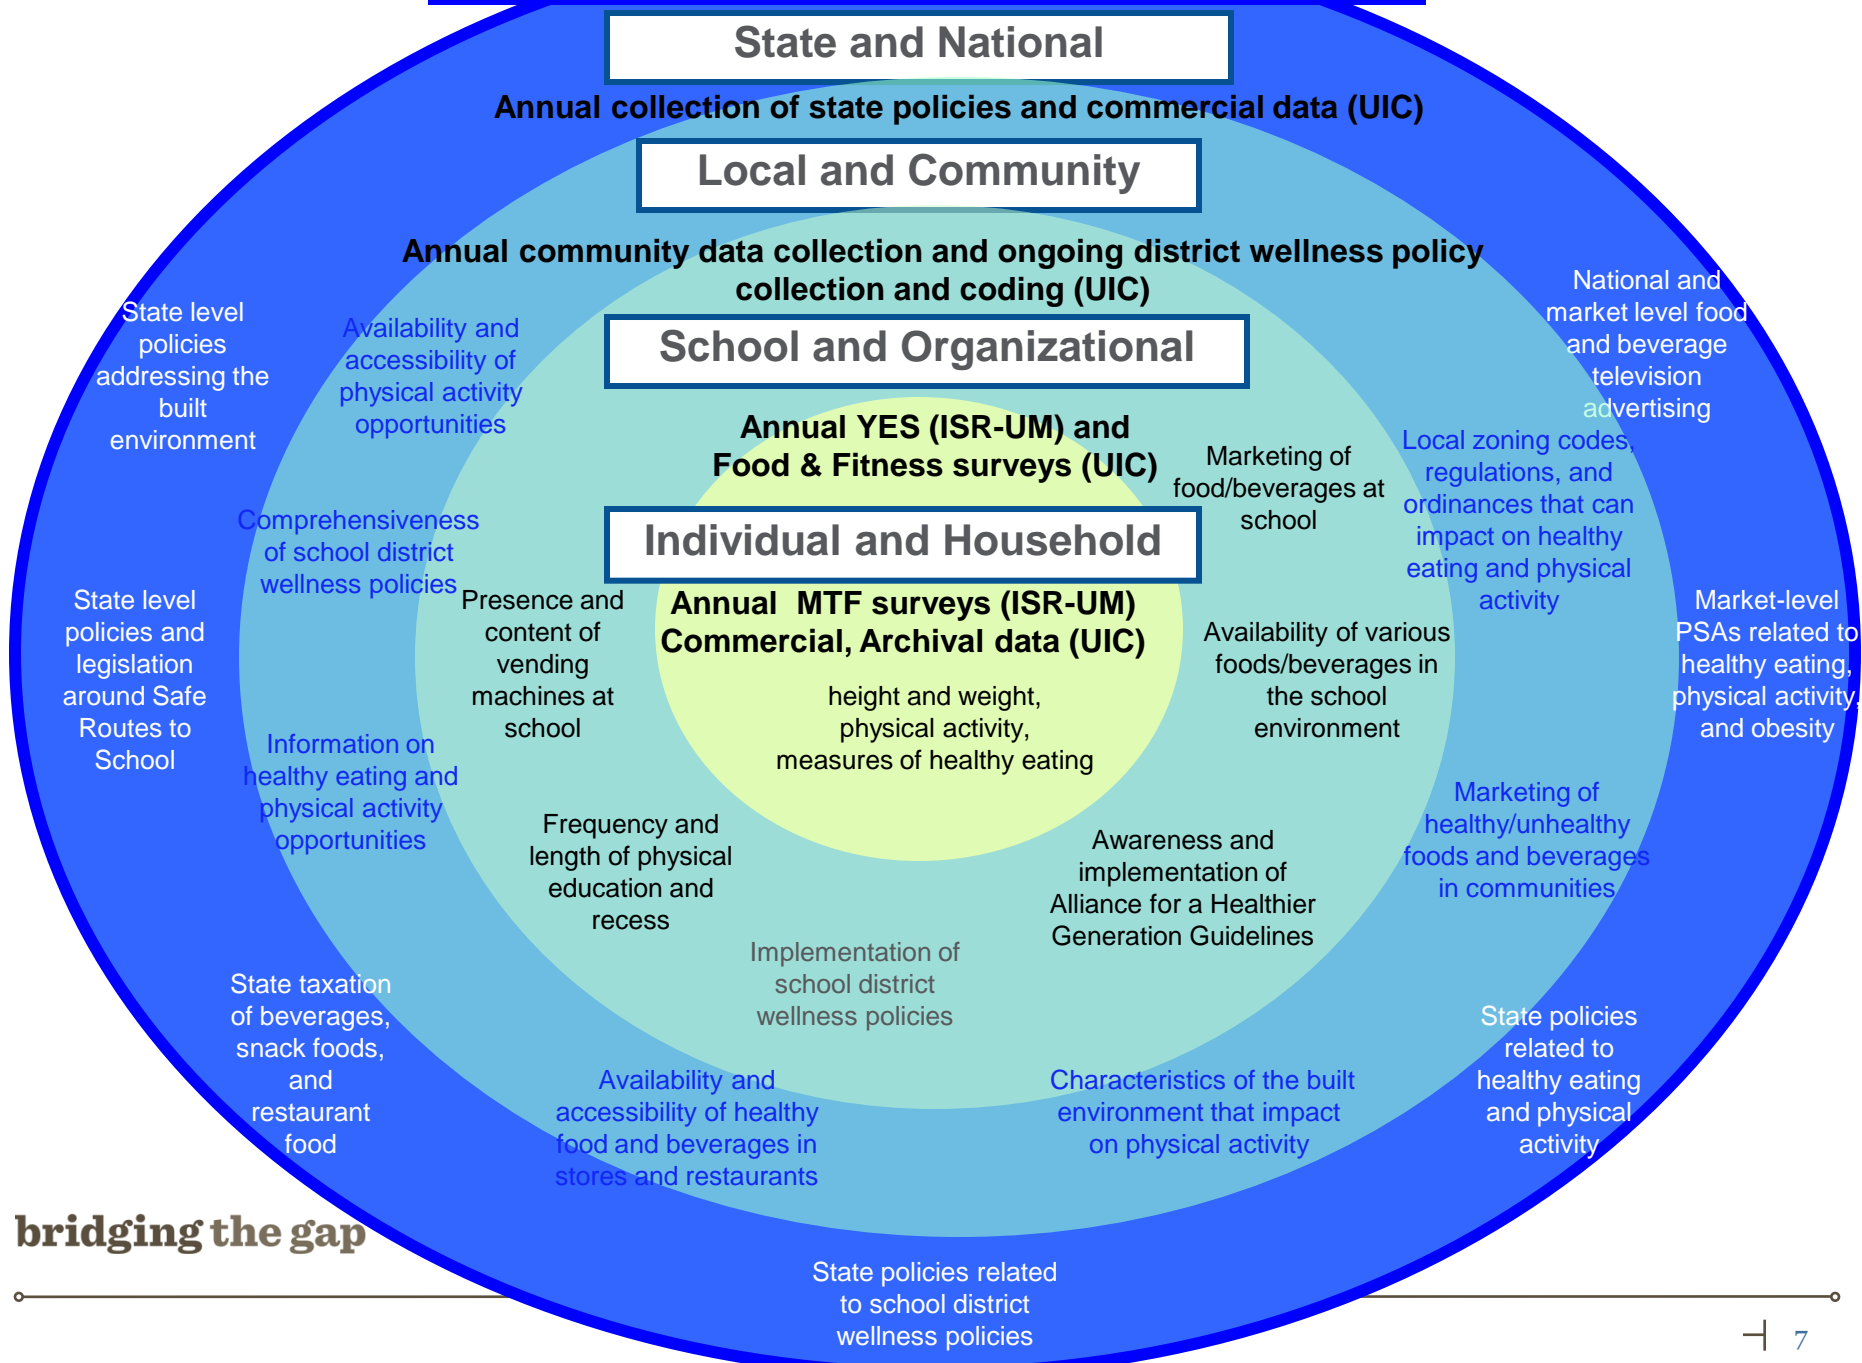 State and National
Annual collection of state policies and commercial data (UIC)
Local and Community
Annual community data collection and ongoing district wellness policy
collection and coding (UIC)
School and Organizational
Annual YES (ISR-UM) and
Food & Fitness surveys (UIC)
Individual and Household
Annual MTF surveys (ISR-UM)
Commercial, Archival data (UIC)
height and weight,
physical activity,
measures of healthy eating
State level
policies
addressing the
built
environment
Availability and
accessibility of
physical activity
opportunities
National and
market level food
and beverage
television
advertising
Marketing of
food/beverages at
school
Local zoning codes,
regulations, and
ordinances that can
impact on healthy
eating and physical
activity
Comprehensiveness
of school district
wellness policies
State level
policies and
legislation
around Safe
Routes to
School
Presence and
content of
vending
machines at
school
Availability of various
foods/beverages in
the school
environment
Market-level
PSAs related to
healthy eating,
physical activity,
and obesity
Information on
healthy eating and
physical activity
opportunities
Frequency and
length of physical
education and
recess
Awareness and
implementation of
Alliance for a Healthier
Generation Guidelines
Marketing of
healthy/unhealthy
foods and beverages
in communities
Implementation of
school district
wellness policies
State taxation
of beverages,
snack foods,
and
restaurant
food
Availability and
accessibility of healthy
food and beverages in
stores and restaurants
Characteristics of the built
environment that impact
on physical activity
State policies
related to
healthy eating
and physical
activity
bridging the gap
State policies related
to school district
wellness policies
7